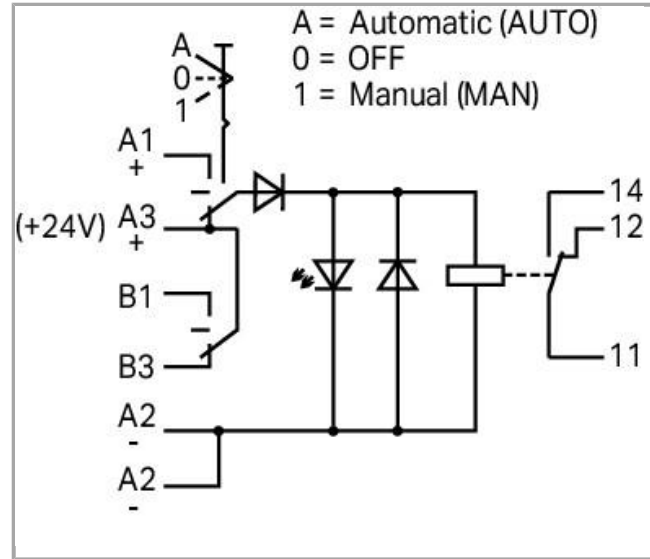 A = Automatic (AUTO)
0 = OFF
1 = Manual (MAN)
A
0
1
A1
+
(+24V) A3
+
B1
B3
A2
-
A2
-
14
12
11